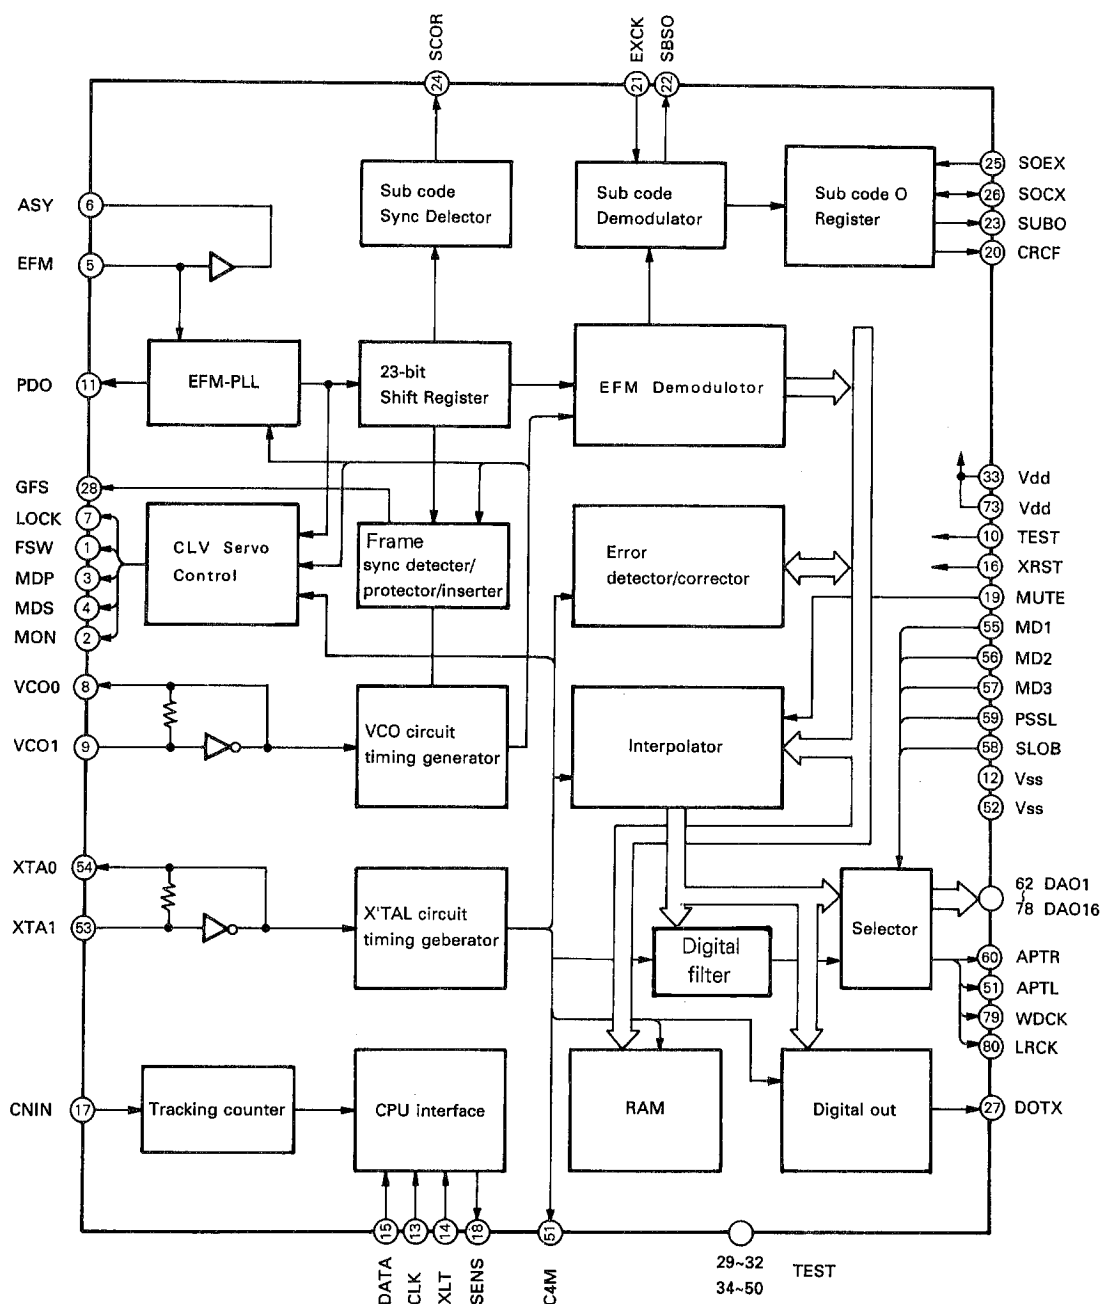 SCOR
24
EXCK
21
SBSO
22
ASY
6
EFM
5
Sub code
Sync Delector
Sub code
Demodulator
Sub code O
Register
25
SOEX
26
SOCX
23
SUBO
20
CRCF
PDO
11
EFM-PLL
23-bit
Shift Register
EFM Demodulotor
GFS
28
LOCK
7
FSW
1
MDP
3
MDS
4
MON
2
CLV Servo
Control
Frame
sync detecter/
protector/inserter
Error
detector/corrector
33
Vdd
73
Vdd
10
TEST
16
XRST
19
MUTE
55
MD1
56
MD2
57
MD3
59
PSSL
58
SLOB
12
Vss
52
Vss
VCO0
8
VCO1
9
VCO circuit
timing generator
Interpolator
XTA0
54
XTA1
53
X'TAL circuit
timing geberator
Digital
filter
Selector
62 DAO1
~
78 DAO16
60
APTR
51
APTL
79
WDCK
80
LRCK
CNIN
17
Tracking counter
CPU interface
RAM
Digital out
27
DOTX
15
DATA
13
CLK
14
XLT
18
SENS
51
C4M
29~32
34~50
TEST